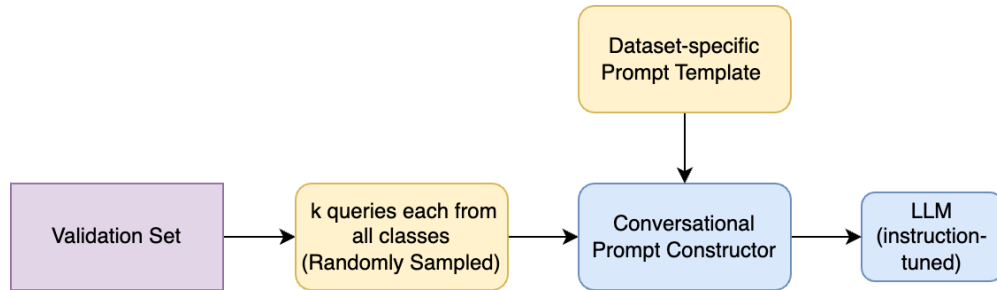 Dataset-specific
Prompt Template
Validation Set
k queries each from
all classes
(Randomly Sampled)
Conversational
Prompt Constructor
LLM
(instruction-
tuned)